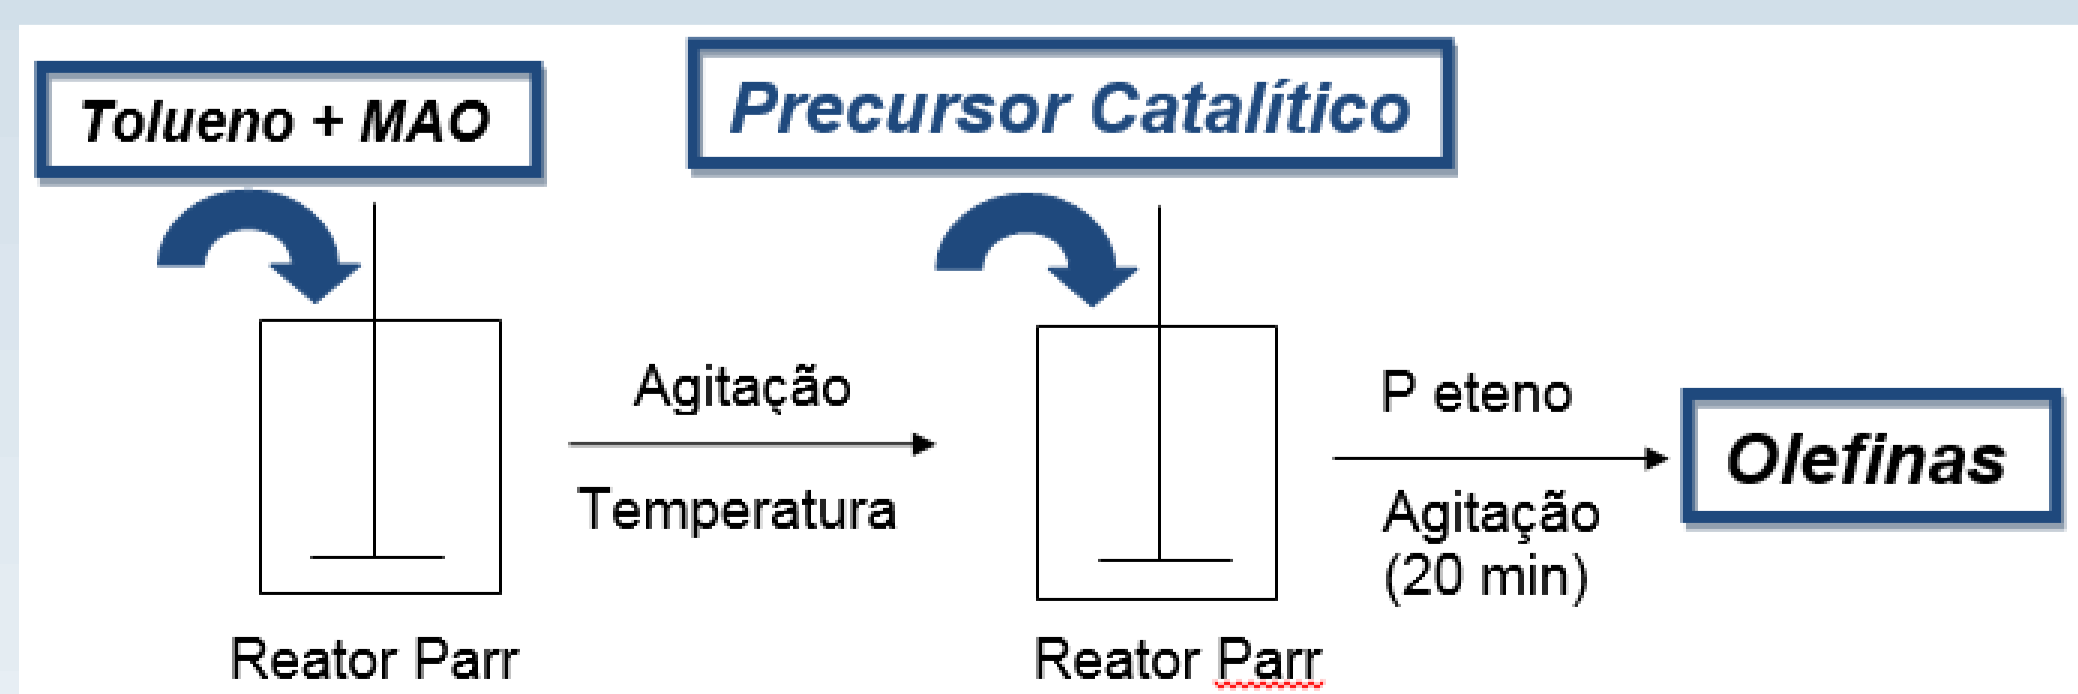 Tolueno + MAO
Precursor Catalítico
Agitação
Temperatura
P eteno
Agitação
(20 min)
Olefinas
Reator Parr
Reator Parr